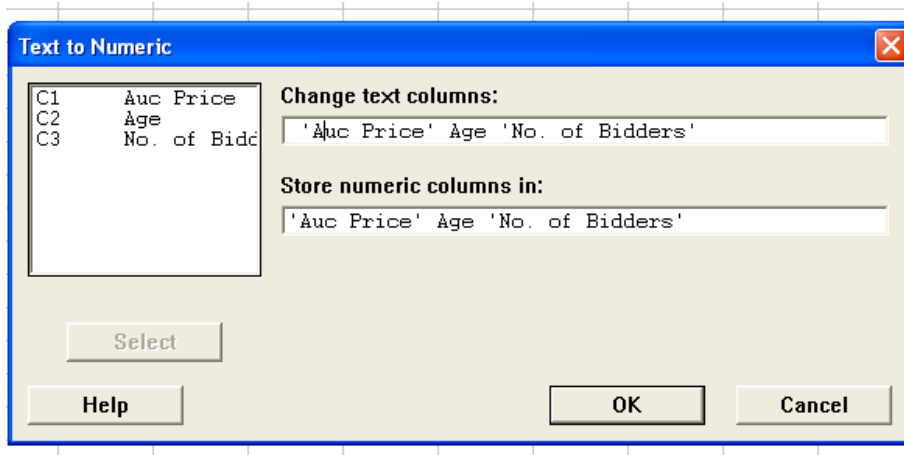 Text to Numeric
C1 Auc Price
C2 Age
C3 No. of Bidd
Change text columns:
'Auc Price' Age 'No. of Bidders'
Store numeric columns in:
'Auc Price' Age 'No. of Bidders'
Select
Help
OK
Cancel